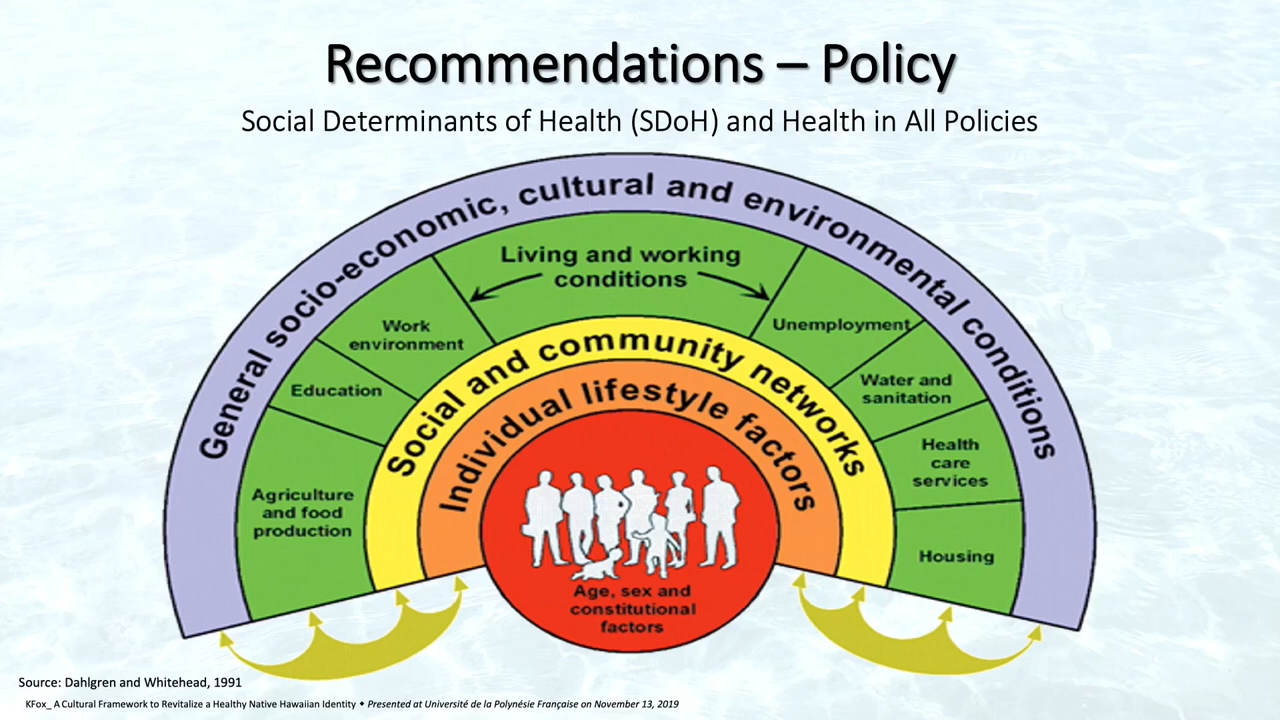 Recommendations – Policy
Social Determinants of Health (SDoH) and Health in All Policies
General socio-economic, cultural and environmental conditions
Living and working
conditions
Work
environment
Unemployment
Education
Water and
sanitation
Agriculture
and food
production
Health
care
services
Housing
Social and community networks
Individual lifestyle factors
Age, sex and
constitutional
factors
Source: Dahlgren and Whitehead, 1991
KFox_ A Cultural Framework to Revitalize a Healthy Native Hawaiian Identity • Presented at Université de la Polynésie Française on November 13, 2019